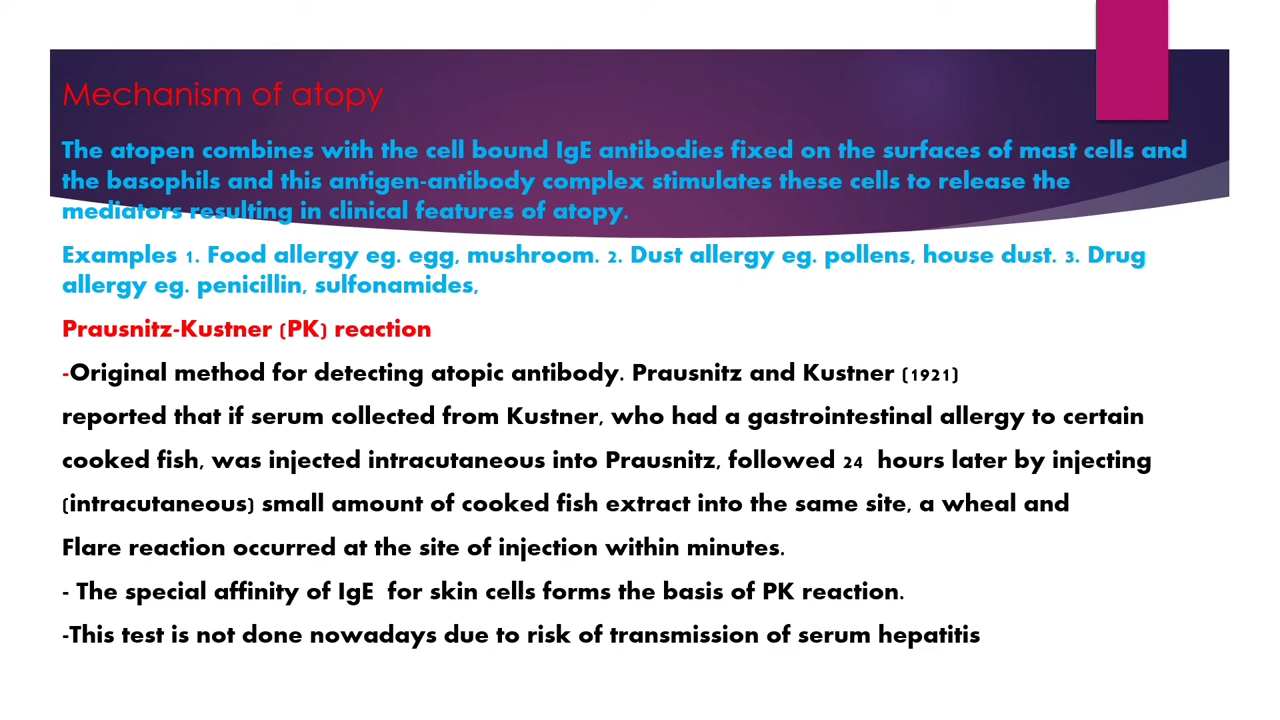 Mechanism of atopy
The atopen combines with the cell bound IgE antibodies fixed on the surfaces of mast cells and
the basophils and this antigen-antibody complex stimulates these cells to release the
mediators resulting in clinical features of atopy.
Examples 1. Food allergy eg. egg, mushroom. 2. Dust allergy eg. pollens, house dust. 3. Drug
allergy eg. penicillin, sulfonamides,
Prausnitz-Kustner (PK) reaction
-Original method for detecting atopic antibody. Prausnitz and Kustner (1921)
reported that if serum collected from Kustner, who had a gastrointestinal allergy to certain
cooked fish, was injected intracutaneous into Prausnitz, followed 24 hours later by injecting
(intracutaneous) small amount of cooked fish extract into the same site, a wheal and
Flare reaction occurred at the site of injection within minutes.
- The special affinity of IgE for skin cells forms the basis of PK reaction.
-This test is not done nowadays due to risk of transmission of serum hepatitis